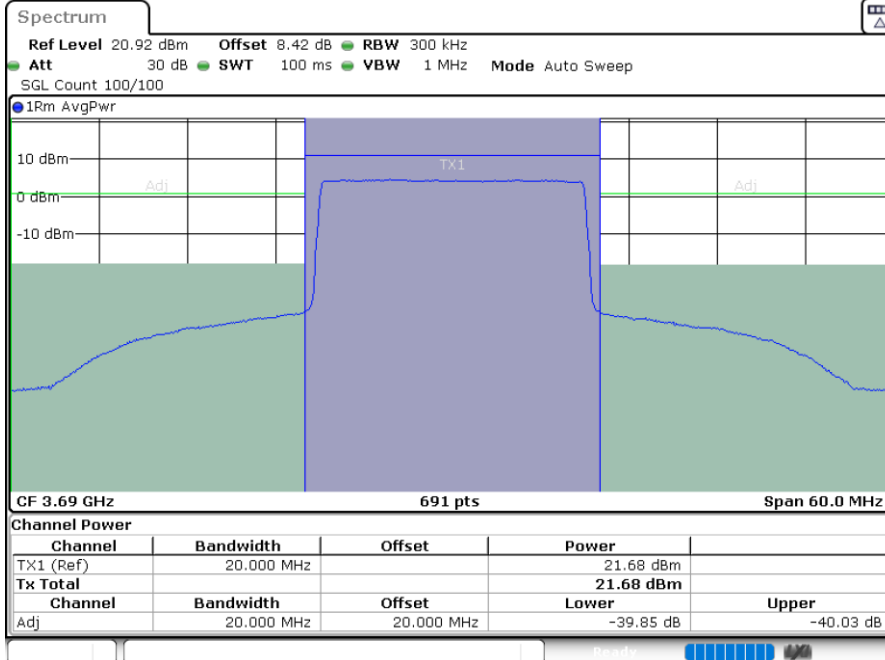 Spectrum
Ref Level 20.92 dBm Offset 8.42 dB RBW 300 kHz
Att 30 dB SWT 100 ms VBW 1 MHz Mode Auto Sweep
SGL Count 100/100
1Rm AvgPwr
10 dBm
TX1
Adj
Adj
0 dBm
-10 dBm
CF 3.69 GHz 691 pts Span 60.0 MHz
Channel Power
Channel Bandwidth Offset Power
TX1 (Ref) 20.000 MHz 21.68 dBm
Tx Total 21.68 dBm
Channel Bandwidth Offset Lower Upper
Adj 20.000 MHz 20.000 MHz -39.85 dB -40.03 dB
Ready